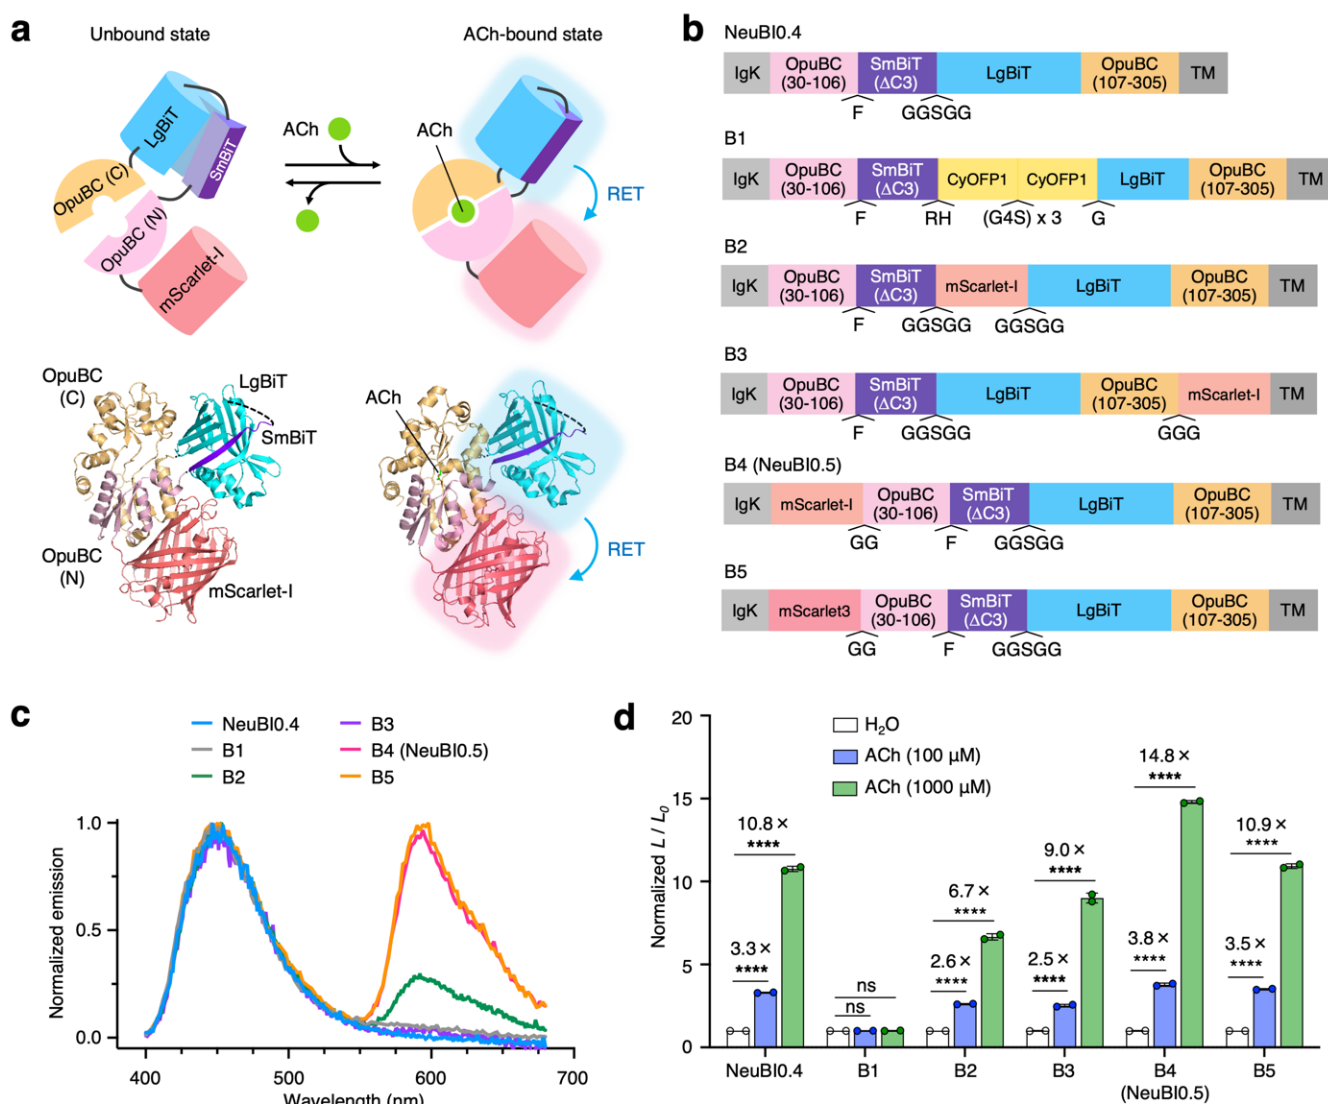 a
Unbound state
ACh-bound state
LgBiT
SmBiT
OpuBC (C)
OpuBC (N)
mScarlet-I
ACh
ACh
RET
OpuBC
(C)
LgBiT
SmBiT
OpuBC
(N)
mScarlet-I
ACh
RET
b
NeuBI0.4
IgK
OpuBC
(30-106)
SmBiT
(ΔC3)
LgBiT
OpuBC
(107-305)
TM
F
GGSGG
B1
IgK
OpuBC
(30-106)
SmBiT
(ΔC3)
CyOFP1
CyOFP1
LgBiT
OpuBC
(107-305)
TM
F
RH
(G4S) x 3
G
B2
IgK
OpuBC
(30-106)
SmBiT
(ΔC3)
mScarlet-I
LgBiT
OpuBC
(107-305)
TM
F
GGSGG
GGSGG
B3
IgK
OpuBC
(30-106)
SmBiT
(ΔC3)
LgBiT
OpuBC
(107-305)
mScarlet-I
TM
F
GGSGG
GGG
B4 (NeuBI0.5)
IgK
mScarlet-I
OpuBC
(30-106)
SmBiT
(ΔC3)
LgBiT
OpuBC
(107-305)
TM
GG
F
GGSGG
B5
IgK
mScarlet3
OpuBC
(30-106)
SmBiT
(ΔC3)
LgBiT
OpuBC
(107-305)
TM
GG
F
GGSGG
c
NeuBI0.4
B1
B2
B3
B4 (NeuBI0.5)
B5
Normalized emission
1.0
0.5
0.0
400
500
600
700
Wavelength (nm)
d
H₂O
ACh (100 μM)
ACh (1000 μM)
Normalized L / L₀
20
15
10
5
0
10.8 ×
****
3.3 ×
****
ns
ns
6.7 ×
****
2.6 ×
****
9.0 ×
****
2.5 ×
****
14.8 ×
****
3.8 ×
****
10.9 ×
****
3.5 ×
****
NeuBI0.4
B1
B2
B3
B4
(NeuBI0.5)
B5